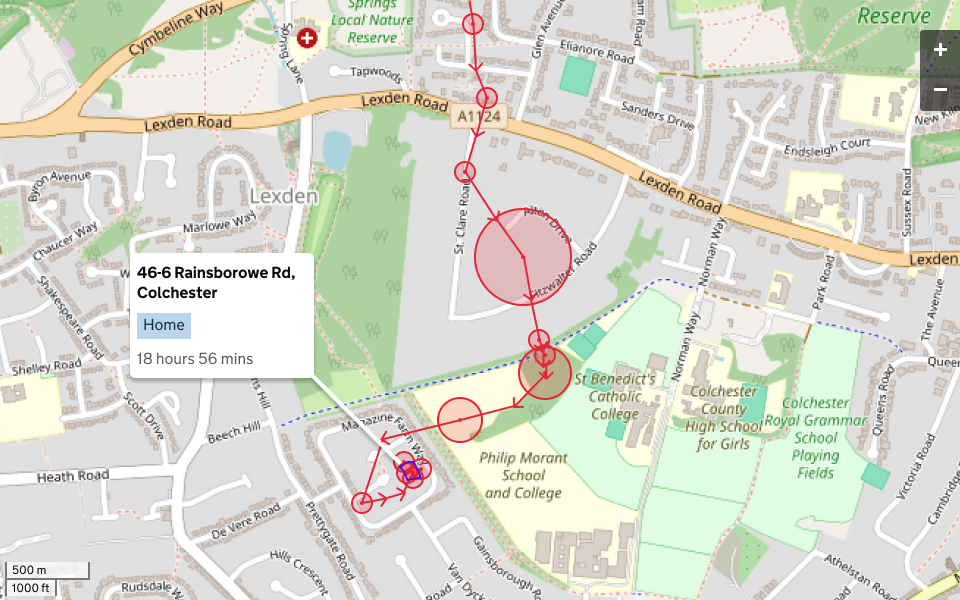 Cymbeline Way
Springs
Local Nature
Reserve
Spring Lane
Glen Avenue
Elianore Road
Reserve
Tapwoods
Lexden Road
Lexden Road
A1124
Sanders Drive
New Kiln
Endsleigh Court
Byron Avenue
Lexden
Lexden Road
Sussex Road
St. Clare Road
Allen Drive
Marlowe Way
Chaucer Way
Fitzwalter Road
Norman Way
Park Road
Lexden
The Avenue
46-6 Rainsborowe Rd,
Colchester
Home
18 hours 56 mins
Shakespeare Road
Shelley Road
Scott Drive
Norman Way
Queen
Queens Road
St Benedict's
Catholic
College
Colchester
County
High School
for Girls
Colchester
Royal Grammar
School
Playing
Fields
Beech Hill
Magazine Farm Way
Philip Morant
School
and College
Heath Road
De Vere Road
Prettygate Road
Gainsborough Ro
Victoria Road
Cambridge
Hills Crescent
Van Dyck
Road
Athelstan Road
Rudsdale
500 m
1000 ft
+
−